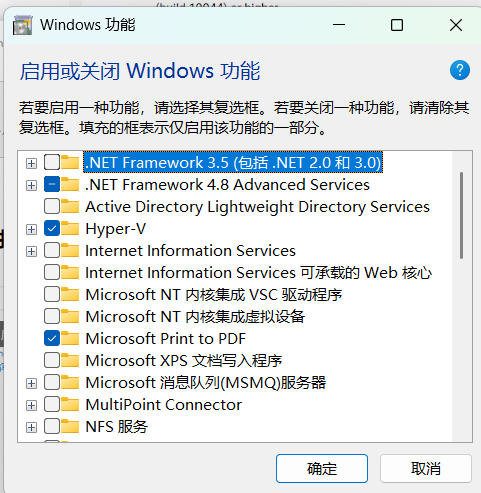 (build 19044) or higher
Windows 功能
启用或关闭 Windows 功能
若要启用一种功能，请选择其复选框。若要关闭一种功能，请清除其
复选框。填充的框表示仅启用该功能的一部分。
.NET Framework 3.5 (包括 .NET 2.0 和 3.0)
.NET Framework 4.8 Advanced Services
Active Directory Lightweight Directory Services
Hyper-V
Internet Information Services
Internet Information Services 可承载的 Web 核心
Microsoft NT 内核集成 VSC 驱动程序
Microsoft NT 内核集成虚拟设备
Microsoft Print to PDF
Microsoft XPS 文档写入程序
Microsoft 消息队列(MSMQ)服务器
MultiPoint Connector
NFS 服务
确定
取消